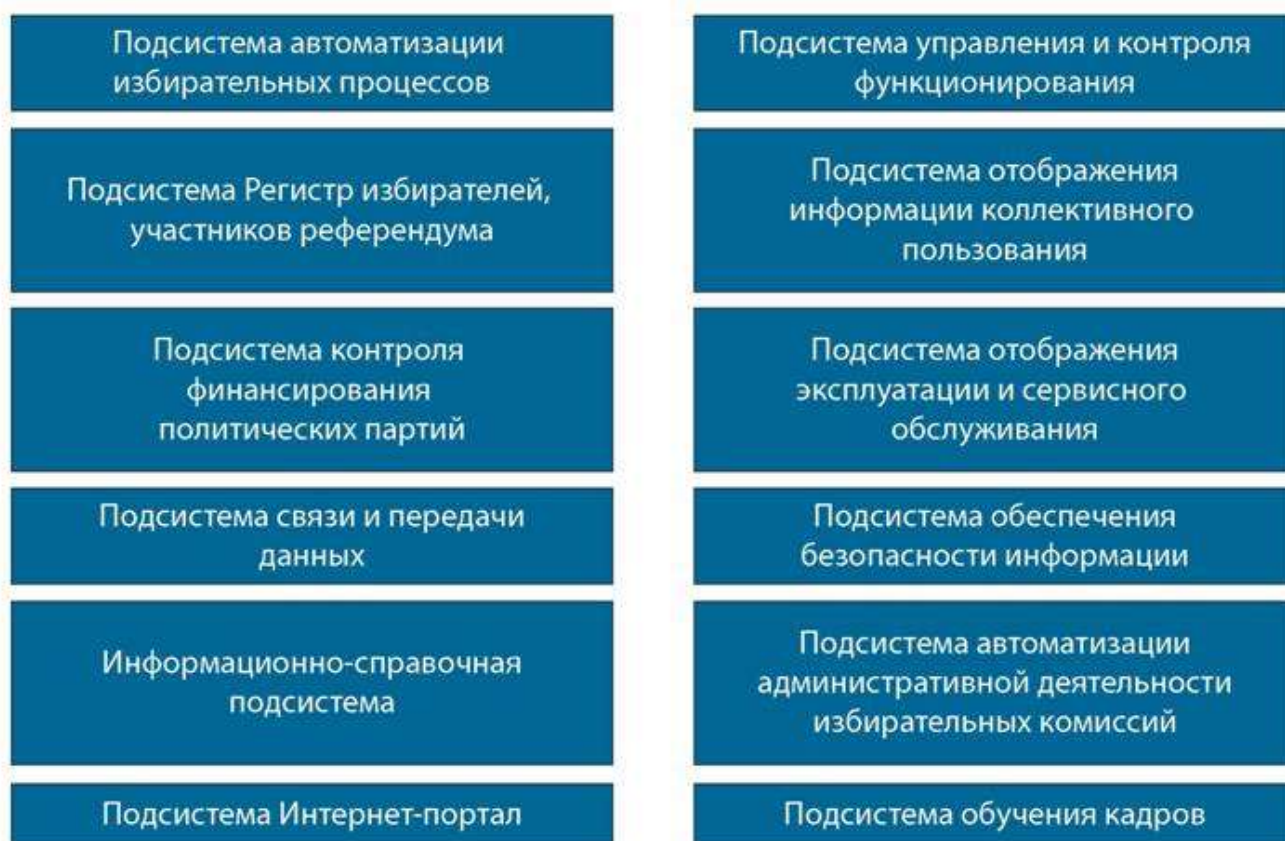 Подсистема автоматизации
избирательных процессов
Подсистема Регистр избирателей,
участников референдума
Подсистема контроля
финансирования
политических партий
Подсистема связи и передачи
данных
Информационно-справочная
подсистема
Подсистема Интернет-портал
Подсистема управления и контроля
функционирования
Подсистема отображения
информации коллективного
пользования
Подсистема отображения
эксплуатации и сервисного
обслуживания
Подсистема обеспечения
безопасности информации
Подсистема автоматизации
административной деятельности
избирательных комиссий
Подсистема обучения кадров